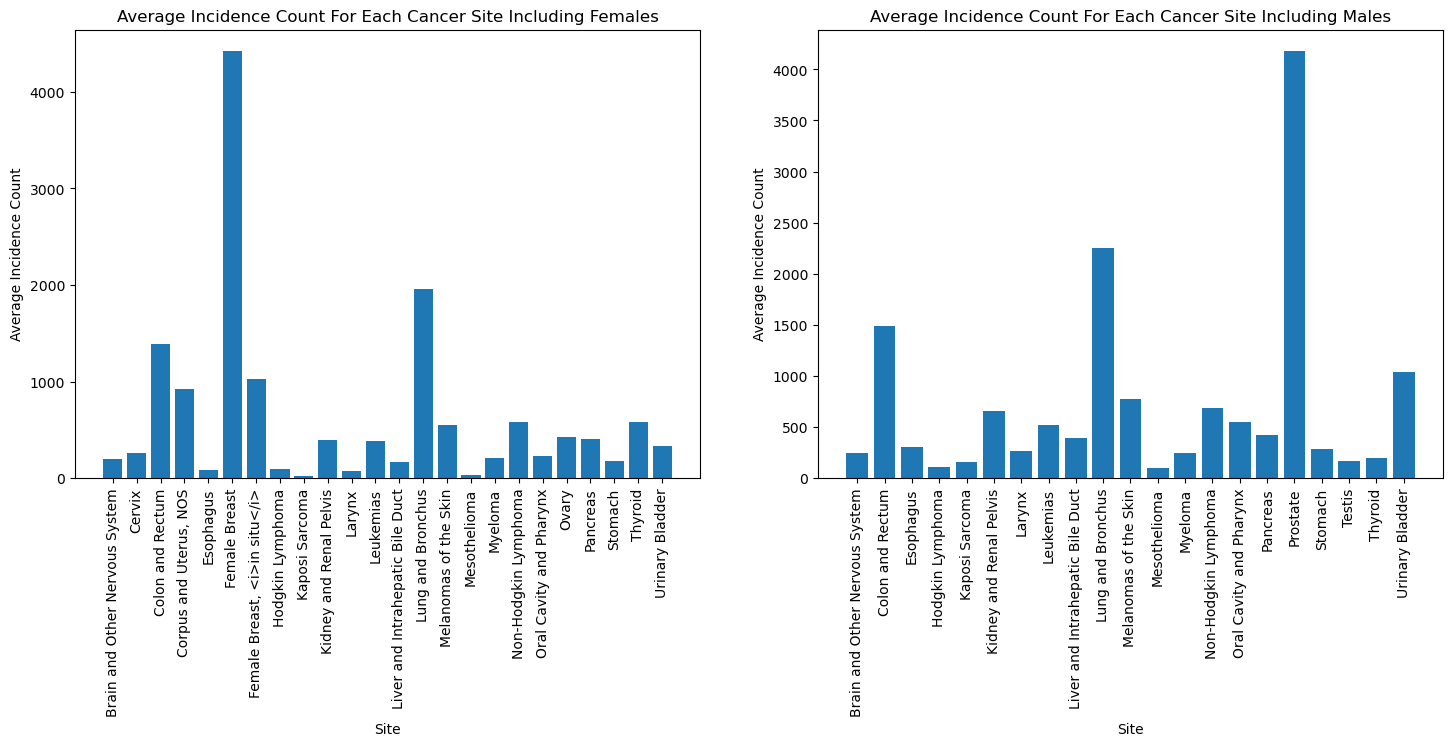 Average Incidence Count For Each Cancer Site Including Females
Average Incidence Count
4000
3000
2000
1000
0
Brain and Other Nervous System
Cervix
Colon and Rectum
Corpus and Uterus, NOS
Esophagus
Female Breast
Female Breast, <i>in situ</i>
Hodgkin Lymphoma
Kaposi Sarcoma
Kidney and Renal Pelvis
Larynx
Leukemias
Liver and Intrahepatic Bile Duct
Lung and Bronchus
Melanomas of the Skin
Mesothelioma
Myeloma
Non-Hodgkin Lymphoma
Oral Cavity and Pharynx
Ovary
Pancreas
Stomach
Thyroid
Urinary Bladder
Site
Average Incidence Count For Each Cancer Site Including Males
Average Incidence Count
4000
3500
3000
2500
2000
1500
1000
500
0
Brain and Other Nervous System
Colon and Rectum
Esophagus
Hodgkin Lymphoma
Kaposi Sarcoma
Kidney and Renal Pelvis
Larynx
Leukemias
Liver and Intrahepatic Bile Duct
Lung and Bronchus
Melanomas of the Skin
Mesothelioma
Myeloma
Non-Hodgkin Lymphoma
Oral Cavity and Pharynx
Pancreas
Prostate
Stomach
Testis
Thyroid
Urinary Bladder
Site